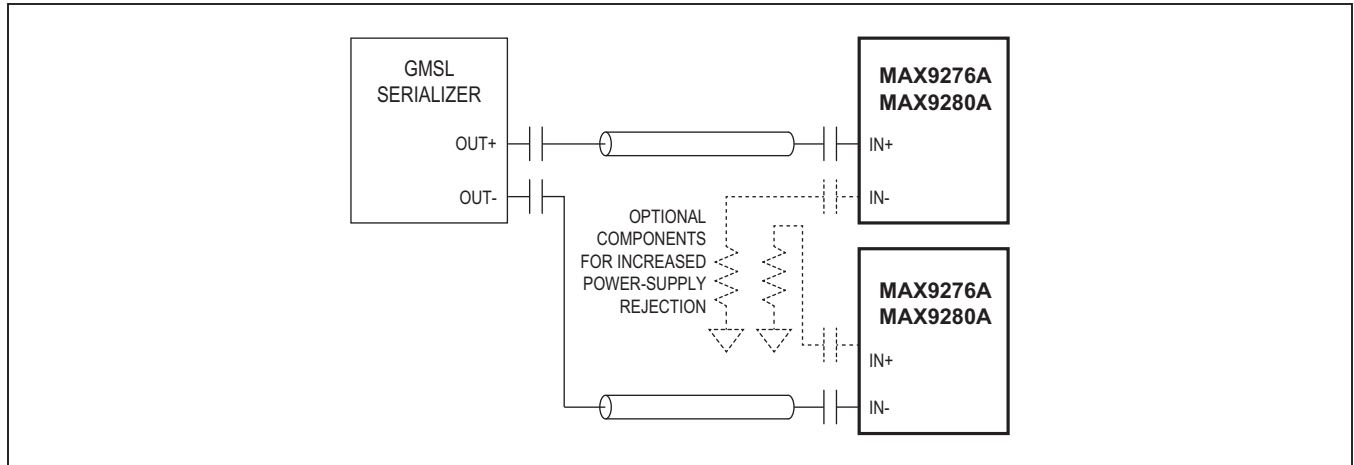 GMSL
SERIALIZER
OUT+
OUT-
MAX9276A
MAX9280A
IN+
IN-
OPTIONAL
COMPONENTS
FOR INCREASED
POWER-SUPPLY
REJECTION
MAX9276A
MAX9280A
IN+
IN-